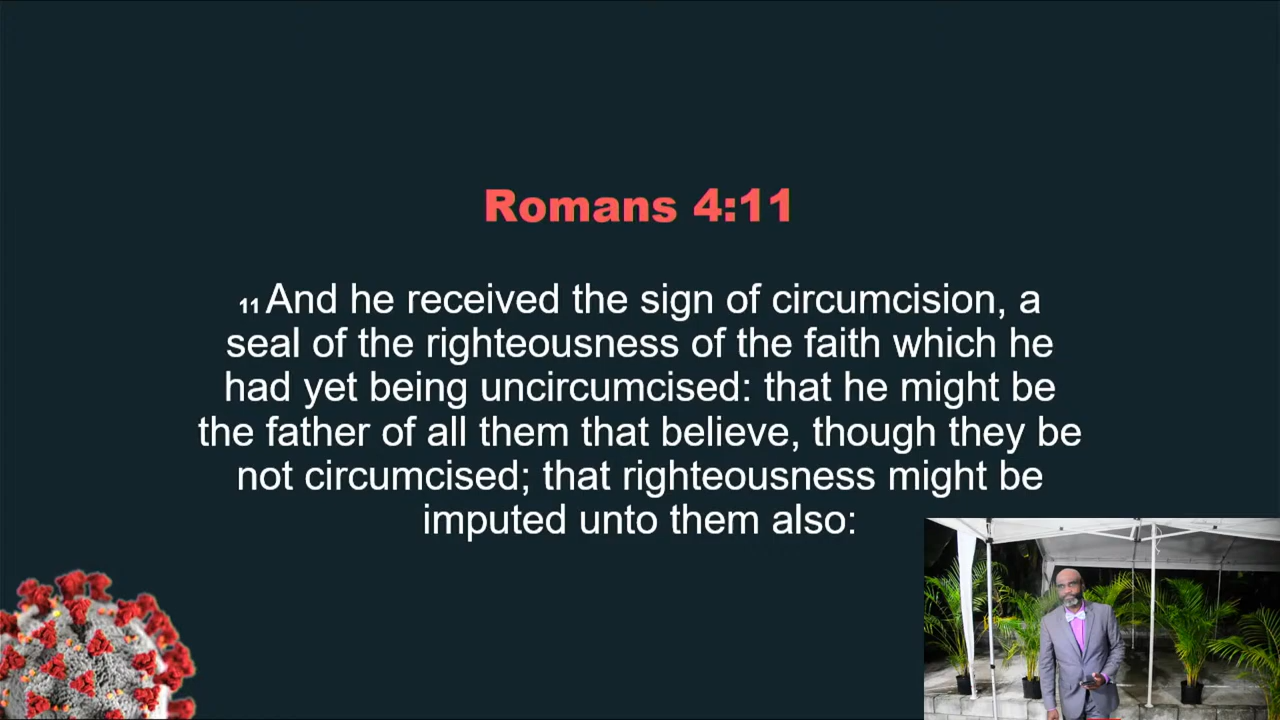 Romans 4:11
11 And he received the sign of circumcision, a
seal of the righteousness of the faith which he
had yet being uncircumcised: that he might be
the father of all them that believe, though they be
not circumcised; that righteousness might be
imputed unto them also: